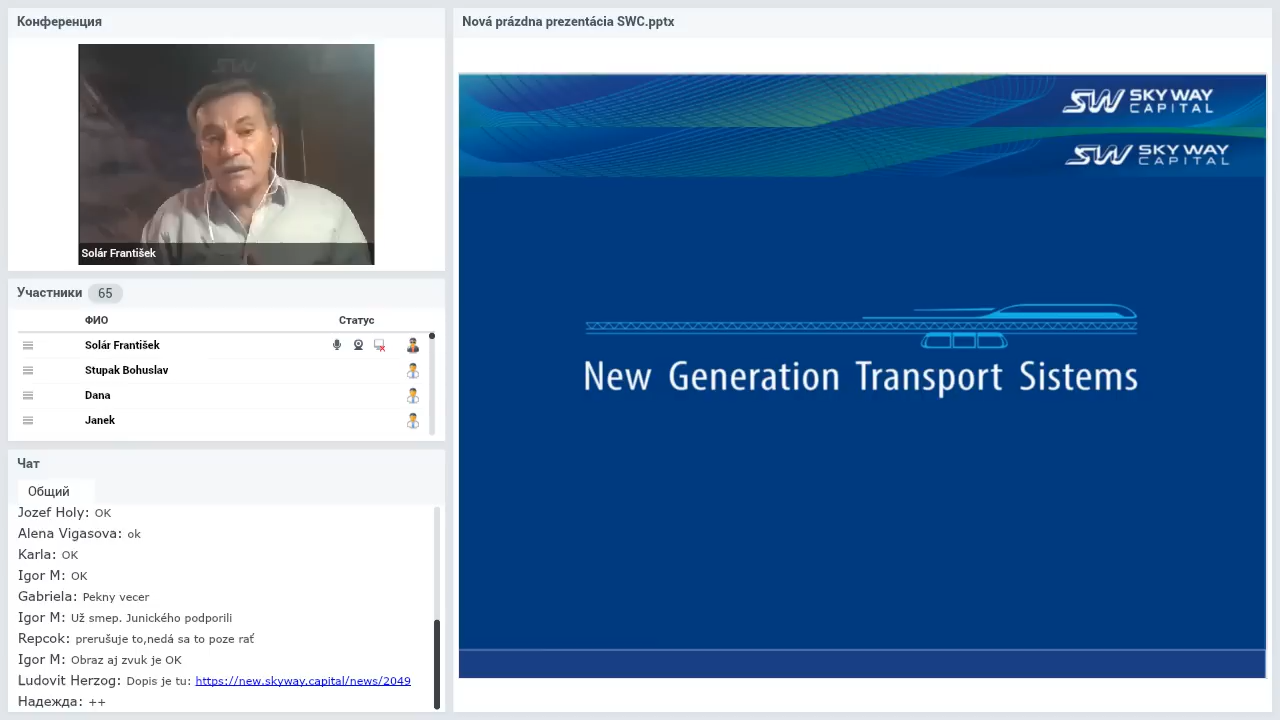 Конференция
Solár František
Участники 65
ФИО Статус
Solár František
Stupak Bohuslav
Dana
Janek
Чат
Общий
Jozef Holy: OK
Alena Vigasova: ok
Karla: OK
Igor M: OK
Gabriela: Pekny vecer
Igor M: Už smep. Junického podporili
Repcok: prerušuje to,nedá sa to poze rať
Igor M: Obraz aj zvuk je OK
Ludovit Herzog: Dopis je tu: https://new.skyway.capital/news/2049
Надежда: ++
Nová prázdna prezentácia SWC.pptx
SW SKY WAY
CAPITAL
SW SKY WAY
CAPITAL
New Generation Transport Sistems